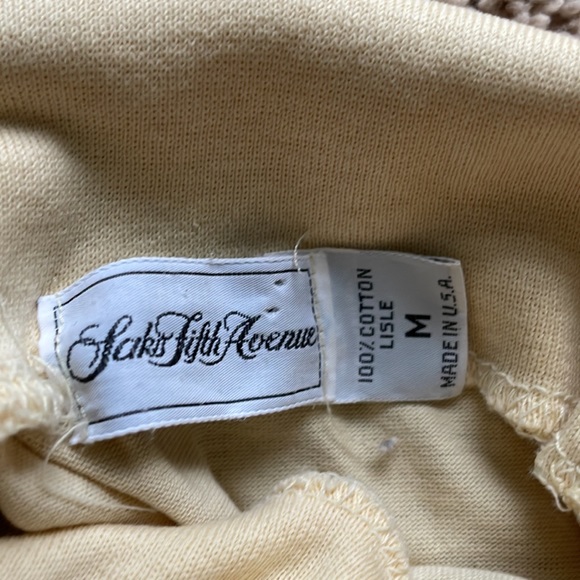 Saks Fifth Avenue
100% COTTON
LISLE
M
MADE IN U.S.A.